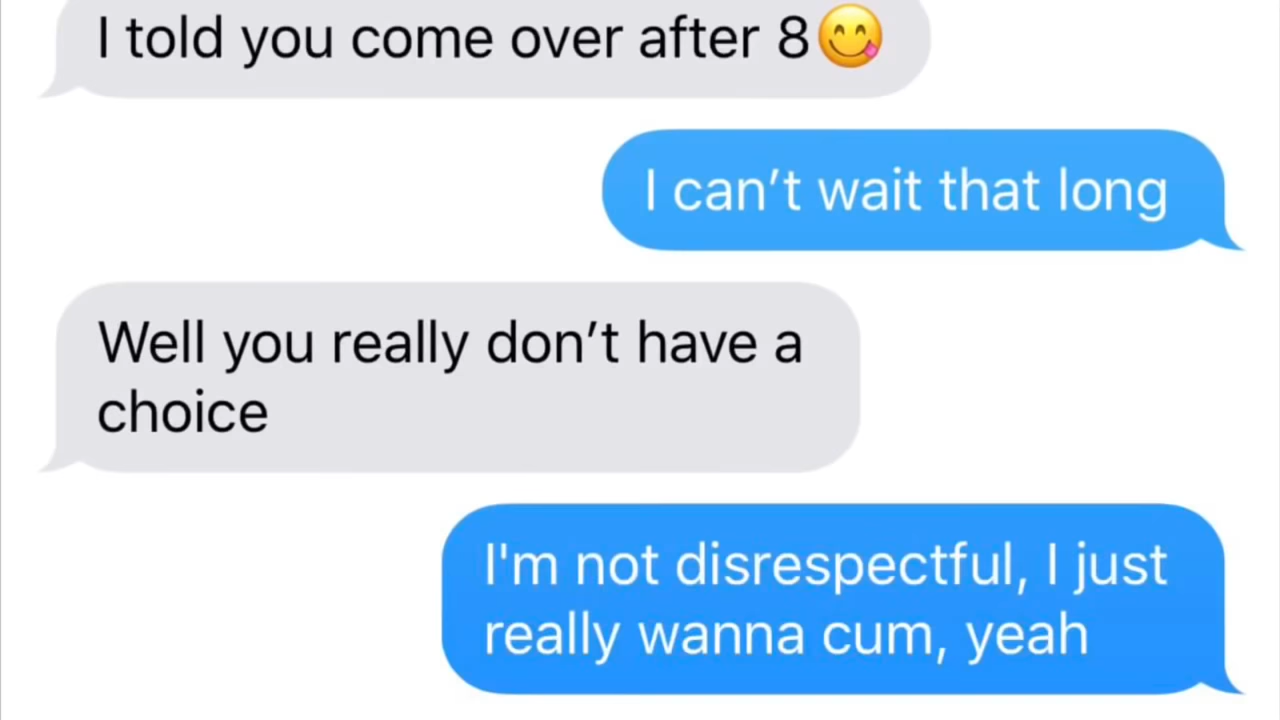 I told you come over after 8😋
I can’t wait that long
Well you really don’t have a
choice
I'm not disrespectful, I just
really wanna cum, yeah